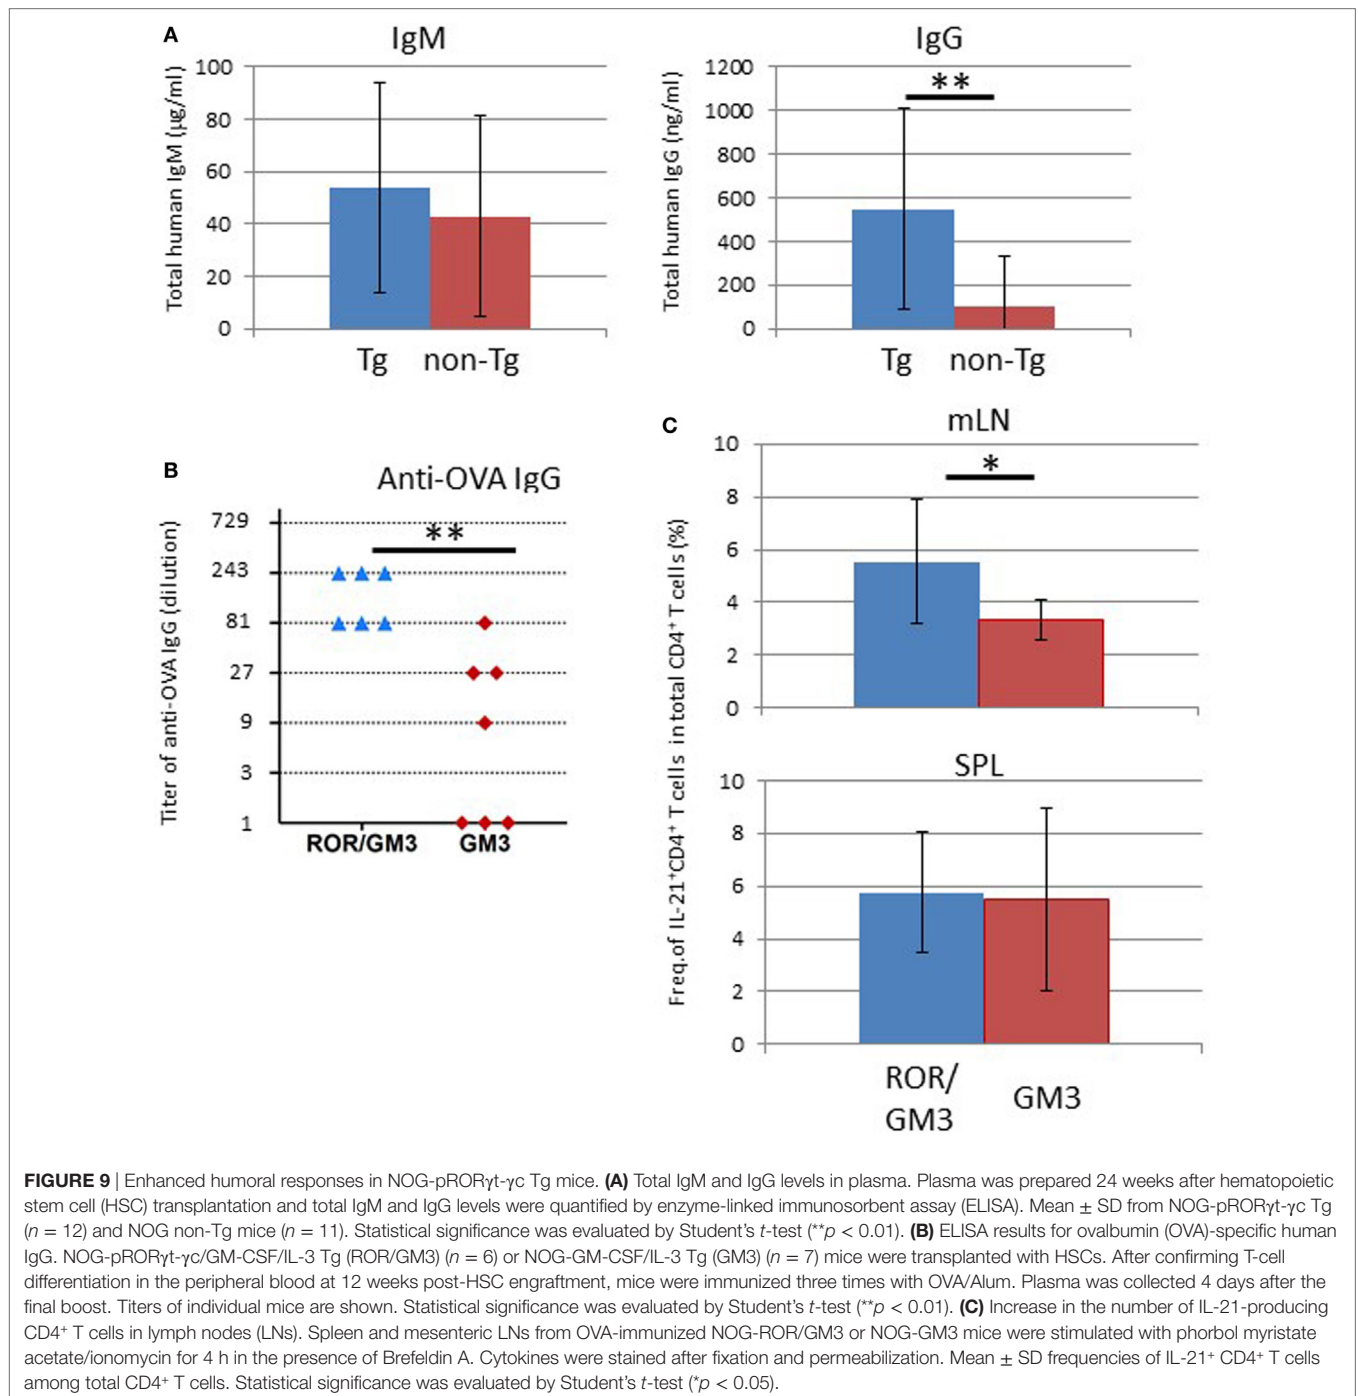 A
IgM
Total human IgM (µg/ml)
100
80
60
40
20
0
Tg
non-Tg
IgG
Total human IgG (ng/ml)
1200
1000
800
600
400
200
0
**
Tg
non-Tg
B
Anti-OVA IgG
Titer of anti-OVA IgG (dilution)
729
243
81
27
9
3
1
**
ROR/GM3
GM3
C
Freq.of IL-21⁺CD4⁺ T cells in total CD4⁺ T cells (%)
mLN
10
8
6
4
2
0
*
SPL
10
8
6
4
2
0
ROR/
GM3
GM3
FIGURE 9 | Enhanced humoral responses in NOG-pRORγt-γc Tg mice. (A) Total IgM and IgG levels in plasma. Plasma was prepared 24 weeks after hematopoietic
stem cell (HSC) transplantation and total IgM and IgG levels were quantified by enzyme-linked immunosorbent assay (ELISA). Mean ± SD from NOG-pRORγt-γc Tg
(n = 12) and NOG non-Tg mice (n = 11). Statistical significance was evaluated by Student's t-test (**p < 0.01). (B) ELISA results for ovalbumin (OVA)-specific human
IgG. NOG-pRORγt-γc/GM-CSF/IL-3 Tg (ROR/GM3) (n = 6) or NOG-GM-CSF/IL-3 Tg (GM3) (n = 7) mice were transplanted with HSCs. After confirming T-cell
differentiation in the peripheral blood at 12 weeks post-HSC engraftment, mice were immunized three times with OVA/Alum. Plasma was collected 4 days after the
final boost. Titers of individual mice are shown. Statistical significance was evaluated by Student's t-test (**p < 0.01). (C) Increase in the number of IL-21-producing
CD4⁺ T cells in lymph nodes (LNs). Spleen and mesenteric LNs from OVA-immunized NOG-ROR/GM3 or NOG-GM3 mice were stimulated with phorbol myristate
acetate/ionomycin for 4 h in the presence of Brefeldin A. Cytokines were stained after fixation and permeabilization. Mean ± SD frequencies of IL-21⁺ CD4⁺ T cells
among total CD4⁺ T cells. Statistical significance was evaluated by Student's t-test (*p < 0.05).